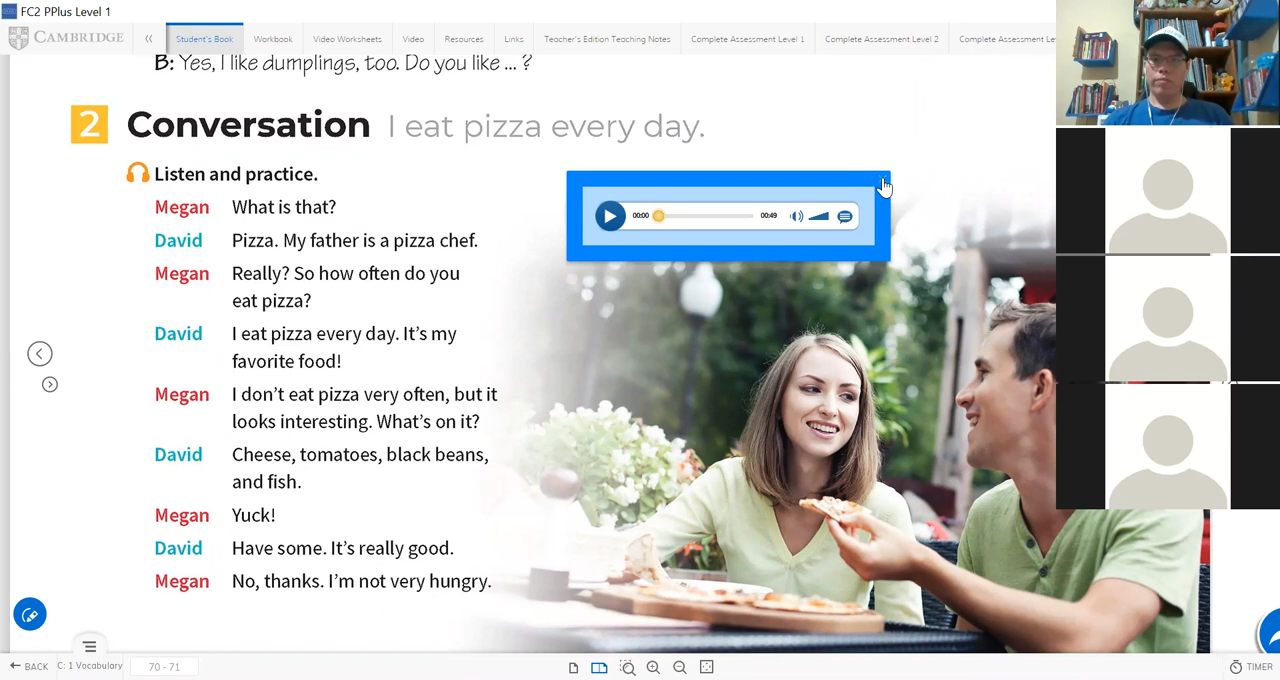 FC2 PPlus Level 1
CAMBRIDGE
Student's Book
Workbook
Video Worksheets
Video
Resources
Links
Teacher's Edition Teaching Notes
Complete Assessment Level 1
Complete Assessment Level 2
Complete Assessment Le
B: Yes, I like dumplings, too. Do you like ... ?
2 Conversation I eat pizza every day.
Listen and practice.
Megan What is that?
David Pizza. My father is a pizza chef.
Megan Really? So how often do you
eat pizza?
David I eat pizza every day. It's my
favorite food!
Megan I don't eat pizza very often, but it
looks interesting. What's on it?
David Cheese, tomatoes, black beans,
and fish.
Megan Yuck!
David Have some. It's really good.
Megan No, thanks. I'm not very hungry.
00:00
00:49
BACK
C: 1 Vocabulary
70 - 71
TIMER